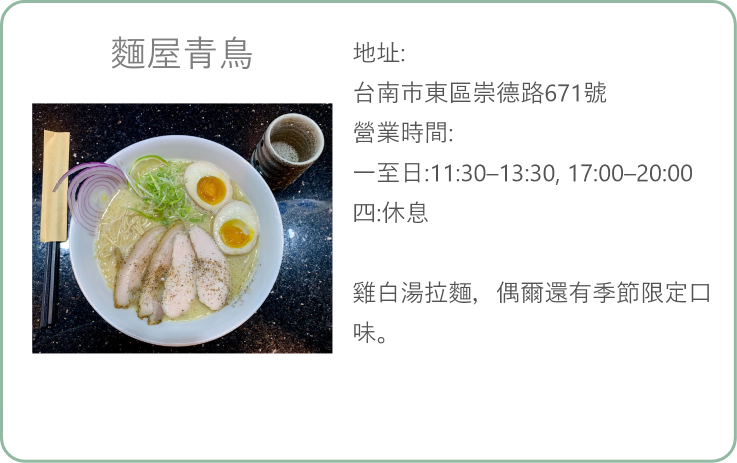 麵屋青鳥
地址:
台南市東區崇德路671號
營業時間:
一至日:11:30–13:30, 17:00–20:00
四:休息
雞白湯拉麵，偶爾還有季節限定口
味。